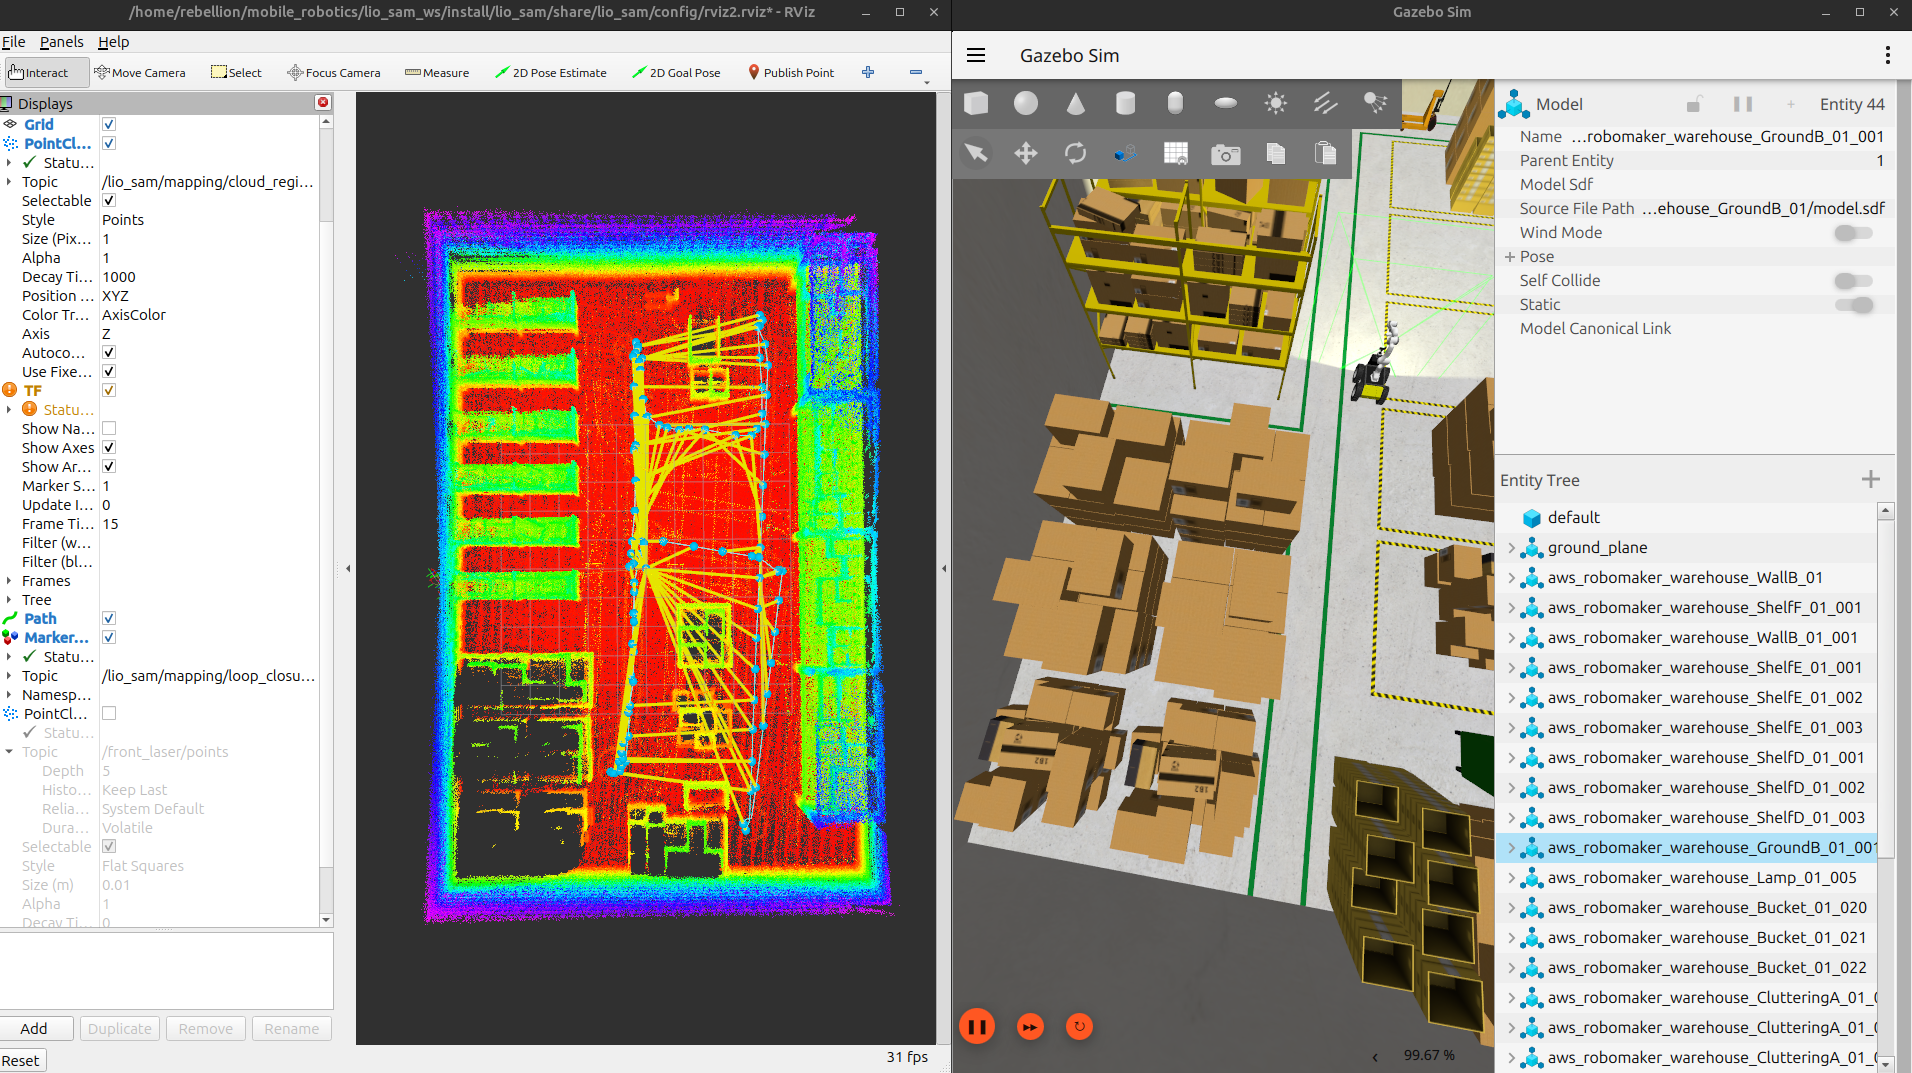 /home/rebellion/mobile_robotics/lio_sam_ws/install/lio_sam/share/lio_sam/config/rviz2.rviz* - RViz
File Panels Help
Interact Move Camera Select Focus Camera Measure 2D Pose Estimate 2D Goal Pose Publish Point
Displays
Grid
PointCl...
Statu...
Topic /lio_sam/mapping/cloud_regi...
Selectable
Style Points
Size (Pix... 1
Alpha 1
Decay Ti... 1000
Position ... XYZ
Color Tr... AxisColor
Axis Z
Autoco...
Use Fixe...
TF
Statu...
Show Na...
Show Axes
Show Ar...
Marker S... 1
Update I... 0
Frame Ti... 15
Filter (w...
Filter (bl...
Frames
Tree
Path
Marker...
Statu...
Topic /lio_sam/mapping/loop_closu...
Namesp...
PointCl...
Statu...
Topic /front_laser/points
Depth 5
Histo... Keep Last
Relia... System Default
Dura... Volatile
Selectable
Style Flat Squares
Size (m) 0.01
Alpha 1
Decay Ti... 0
Add Duplicate Remove Rename
Reset
31 fps
Gazebo Sim
Gazebo Sim
Model Entity 44
Name ...robomaker_warehouse_GroundB_01_001
Parent Entity 1
Model Sdf
Source File Path ...ehouse_GroundB_01/model.sdf
Wind Mode
Pose
Self Collide
Static
Model Canonical Link
Entity Tree
default
ground_plane
aws_robomaker_warehouse_WallB_01
aws_robomaker_warehouse_ShelfF_01_001
aws_robomaker_warehouse_WallB_01_001
aws_robomaker_warehouse_ShelfE_01_001
aws_robomaker_warehouse_ShelfE_01_002
aws_robomaker_warehouse_ShelfE_01_003
aws_robomaker_warehouse_ShelfD_01_001
aws_robomaker_warehouse_ShelfD_01_002
aws_robomaker_warehouse_ShelfD_01_003
aws_robomaker_warehouse_GroundB_01_001
aws_robomaker_warehouse_Lamp_01_005
aws_robomaker_warehouse_Bucket_01_020
aws_robomaker_warehouse_Bucket_01_021
aws_robomaker_warehouse_Bucket_01_022
aws_robomaker_warehouse_ClutteringA_01_0
aws_robomaker_warehouse_ClutteringA_01_0
aws_robomaker_warehouse_ClutteringA_01_0
99.67 %